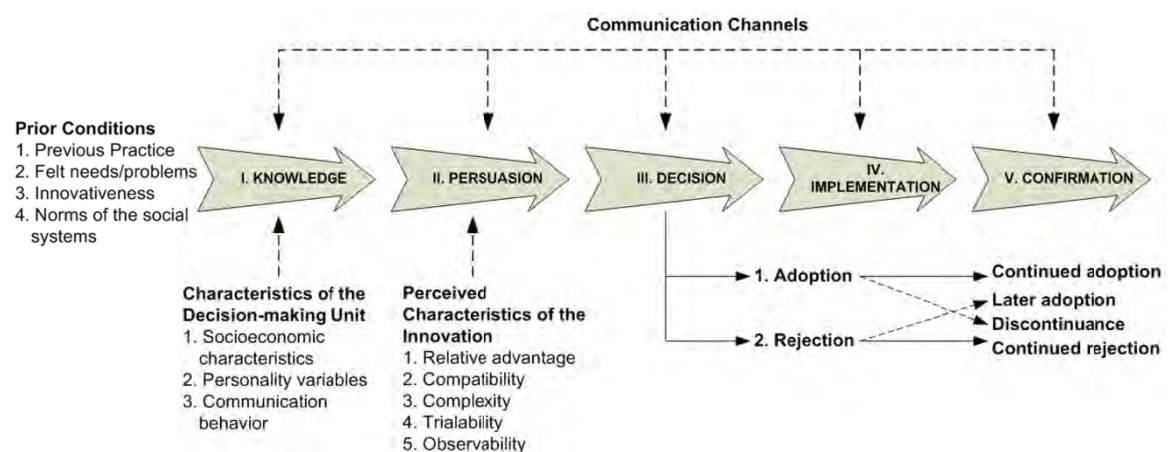 Communication Channels
Prior Conditions
1. Previous Practice
2. Felt needs/problems
3. Innovativeness
4. Norms of the social
systems
I. KNOWLEDGE
II. PERSUASION
III. DECISION
IV.
IMPLEMENTATION
V. CONFIRMATION
Characteristics of the
Decision-making Unit
1. Socioeconomic
characteristics
2. Personality variables
3. Communication
behavior
Perceived
Characteristics of the
Innovation
1. Relative advantage
2. Compatibility
3. Complexity
4. Trialability
5. Observability
1. Adoption
2. Rejection
Continued adoption
Later adoption
Discontinuance
Continued rejection